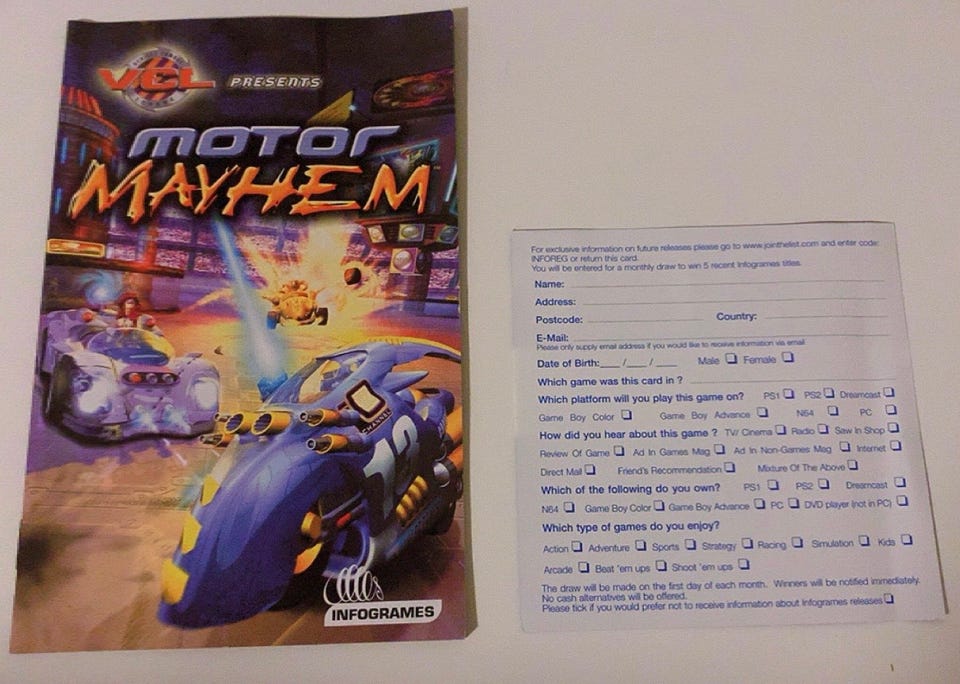 VCL PRESENTS
MOTOR
MAYHEM
CHANNEL
13
INFOGRAMES
For exclusive information on future releases please go to www.jointhelist.com and enter code:
INFOREG or return this card.
You will be entered for a monthly draw to win 5 recent Infogrames titles.
Name:
Address:
Postcode: Country:
E-Mail:
Please only supply email address if you would like to receive information via email
Date of Birth:___ /___ / ___ Male ☐ Female ☐
Which game was this card in ?
Which platform will you play this game on? PS1 ☐ PS2 ☐ Dreamcast ☐
Game Boy Color ☐ Game Boy Advance ☐ N64 ☐ PC ☐
How did you hear about this game ? TV/ Cinema ☐ Radio ☐ Saw In Shop ☐
Review Of Game ☐ Ad In Games Mag ☐ Ad In Non-Games Mag ☐ Internet ☐
Direct Mail ☐ Friend's Recommendation ☐ Mixture Of The Above ☐
Which of the following do you own? PS1 ☐ PS2 ☐ Dreamcast ☐
N64 ☐ Game Boy Color ☐ Game Boy Advance ☐ PC ☐ DVD player (not in PC) ☐
Which type of games do you enjoy?
Action ☐ Adventure ☐ Sports ☐ Strategy ☐ Racing ☐ Simulation ☐ Kids ☐
Arcade ☐ Beat 'em ups ☐ Shoot 'em ups ☐
The draw will be made on the first day of each month. Winners will be notified immediately.
No cash alternatives will be offered.
Please tick if you would prefer not to receive information about Infogrames releases ☐